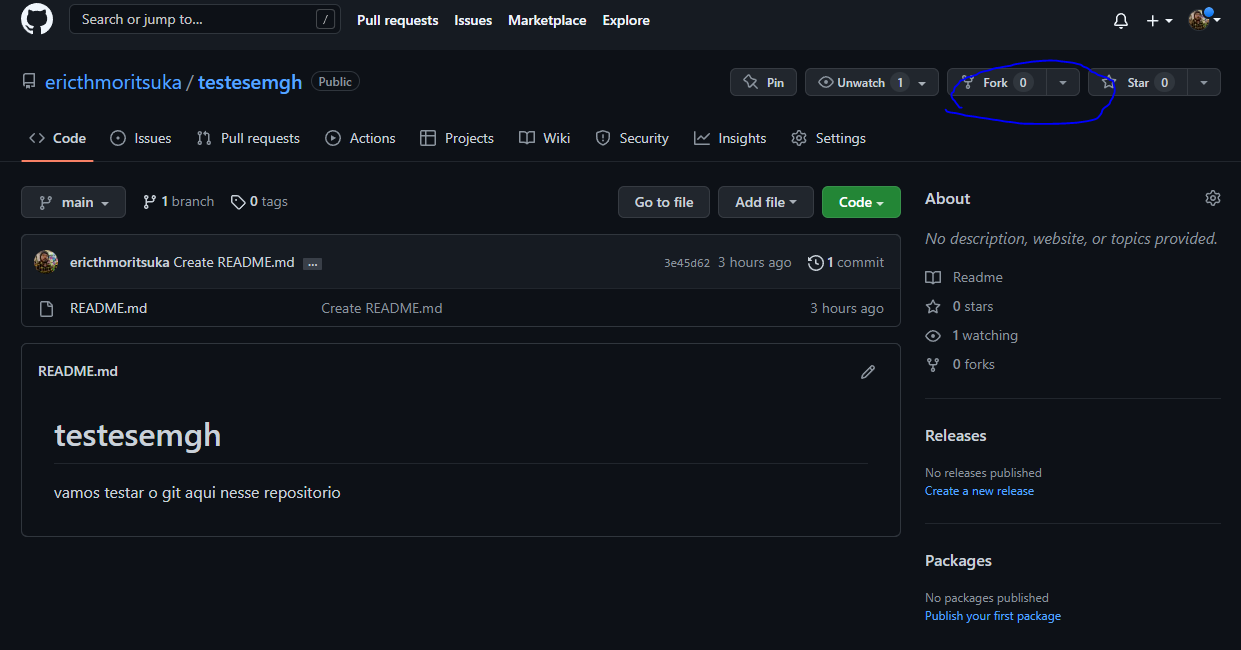 Search or jump to... /
Pull requests Issues Marketplace Explore
ericthmoritsuka / testesemgh Public
Pin Unwatch 1 Fork 0 Star 0
Code Issues Pull requests Actions Projects Wiki Security Insights Settings
main 1 branch 0 tags Go to file Add file Code
ericthmoritsuka Create README.md ... 3e45d62 3 hours ago 1 commit
README.md Create README.md 3 hours ago
README.md
testesemgh
vamos testar o git aqui nesse repositorio
About
No description, website, or topics provided.
Readme
0 stars
1 watching
0 forks
Releases
No releases published
Create a new release
Packages
No packages published
Publish your first package